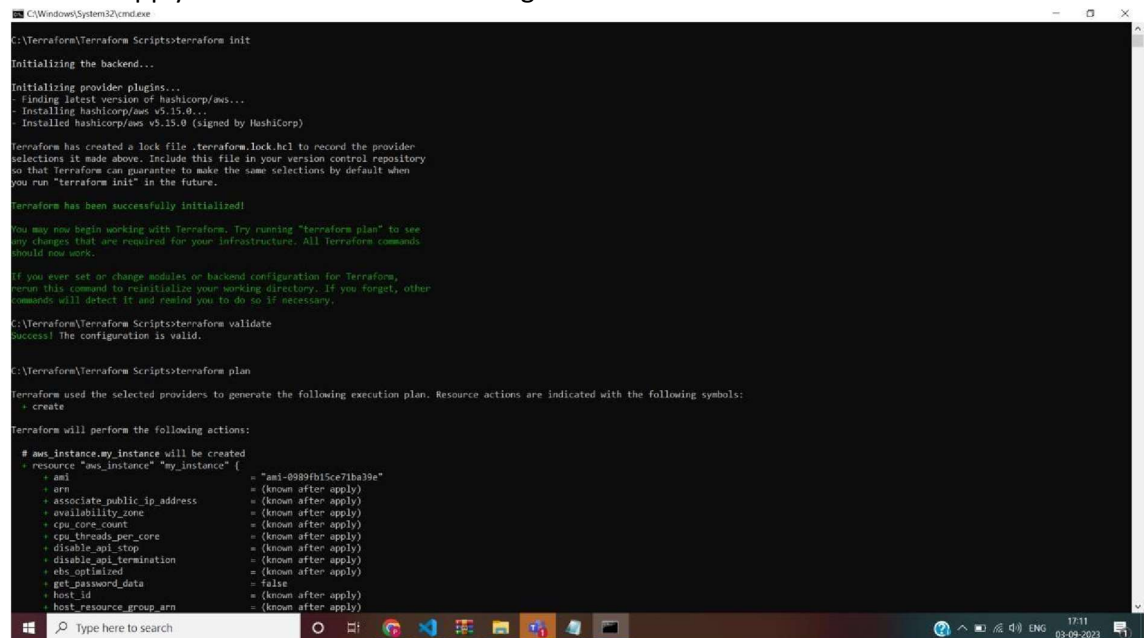 C:\Windows\System32\cmd.exe
C:\Terraform\Terraform Scripts>terraform init
Initializing the backend...
Initializing provider plugins...
- Finding latest version of hashicorp/aws...
- Installing hashicorp/aws v5.15.0...
- Installed hashicorp/aws v5.15.0 (signed by HashiCorp)
Terraform has created a lock file .terraform.lock.hcl to record the provider
selections it made above. Include this file in your version control repository
so that Terraform can guarantee to make the same selections by default when
you run "terraform init" in the future.
Terraform has been successfully initialized!
You may now begin working with Terraform. Try running "terraform plan" to see
any changes that are required for your infrastructure. All Terraform commands
should now work.
If you ever set or change modules or backend configuration for Terraform,
rerun this command to reinitialize your working directory. If you forget, other
commands will detect it and remind you to do so if necessary.
C:\Terraform\Terraform Scripts>terraform validate
Success! The configuration is valid.
C:\Terraform\Terraform Scripts>terraform plan
Terraform used the selected providers to generate the following execution plan. Resource actions are indicated with the following symbols:
+ create
Terraform will perform the following actions:
# aws_instance.my_instance will be created
+ resource "aws_instance" "my_instance" {
+ ami = "ami-0989fb15ce71ba39e"
+ arn = (known after apply)
+ associate_public_ip_address = (known after apply)
+ availability_zone = (known after apply)
+ cpu_core_count = (known after apply)
+ cpu_threads_per_core = (known after apply)
+ disable_api_stop = (known after apply)
+ disable_api_termination = (known after apply)
+ ebs_optimized = (known after apply)
+ get_password_data = false
+ host_id = (known after apply)
+ host_resource_group_arn = (known after apply)
Type here to search
ENG
17:11
03-09-2023